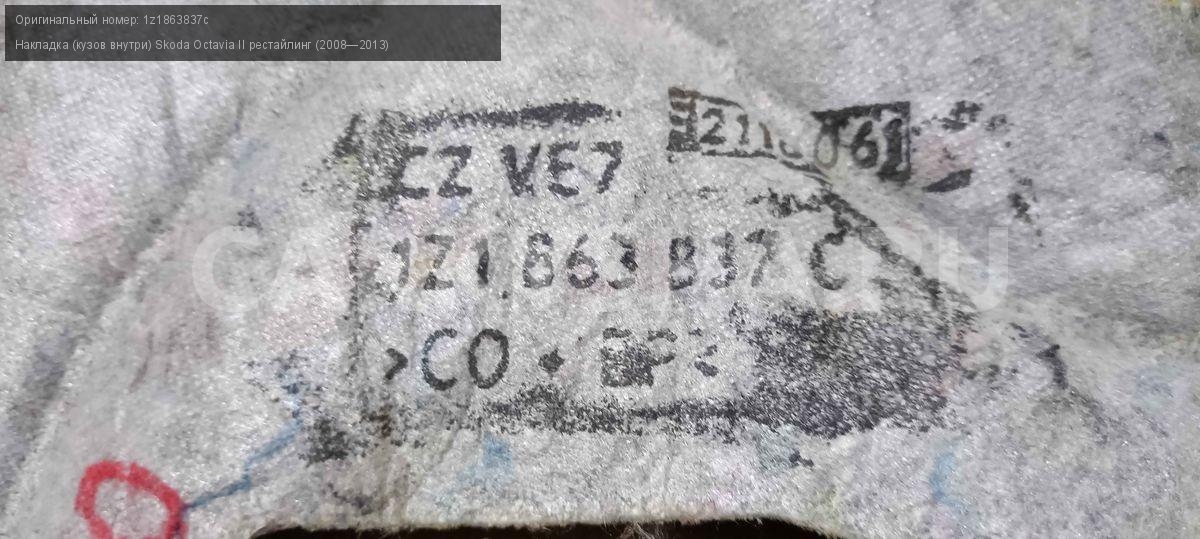 Оригинальный номер: 1z1863837c
Накладка (кузов внутри) Skoda Octavia II рестайлинг (2008—2013)
CZ VE7
1Z1 863 837 C
>CO +